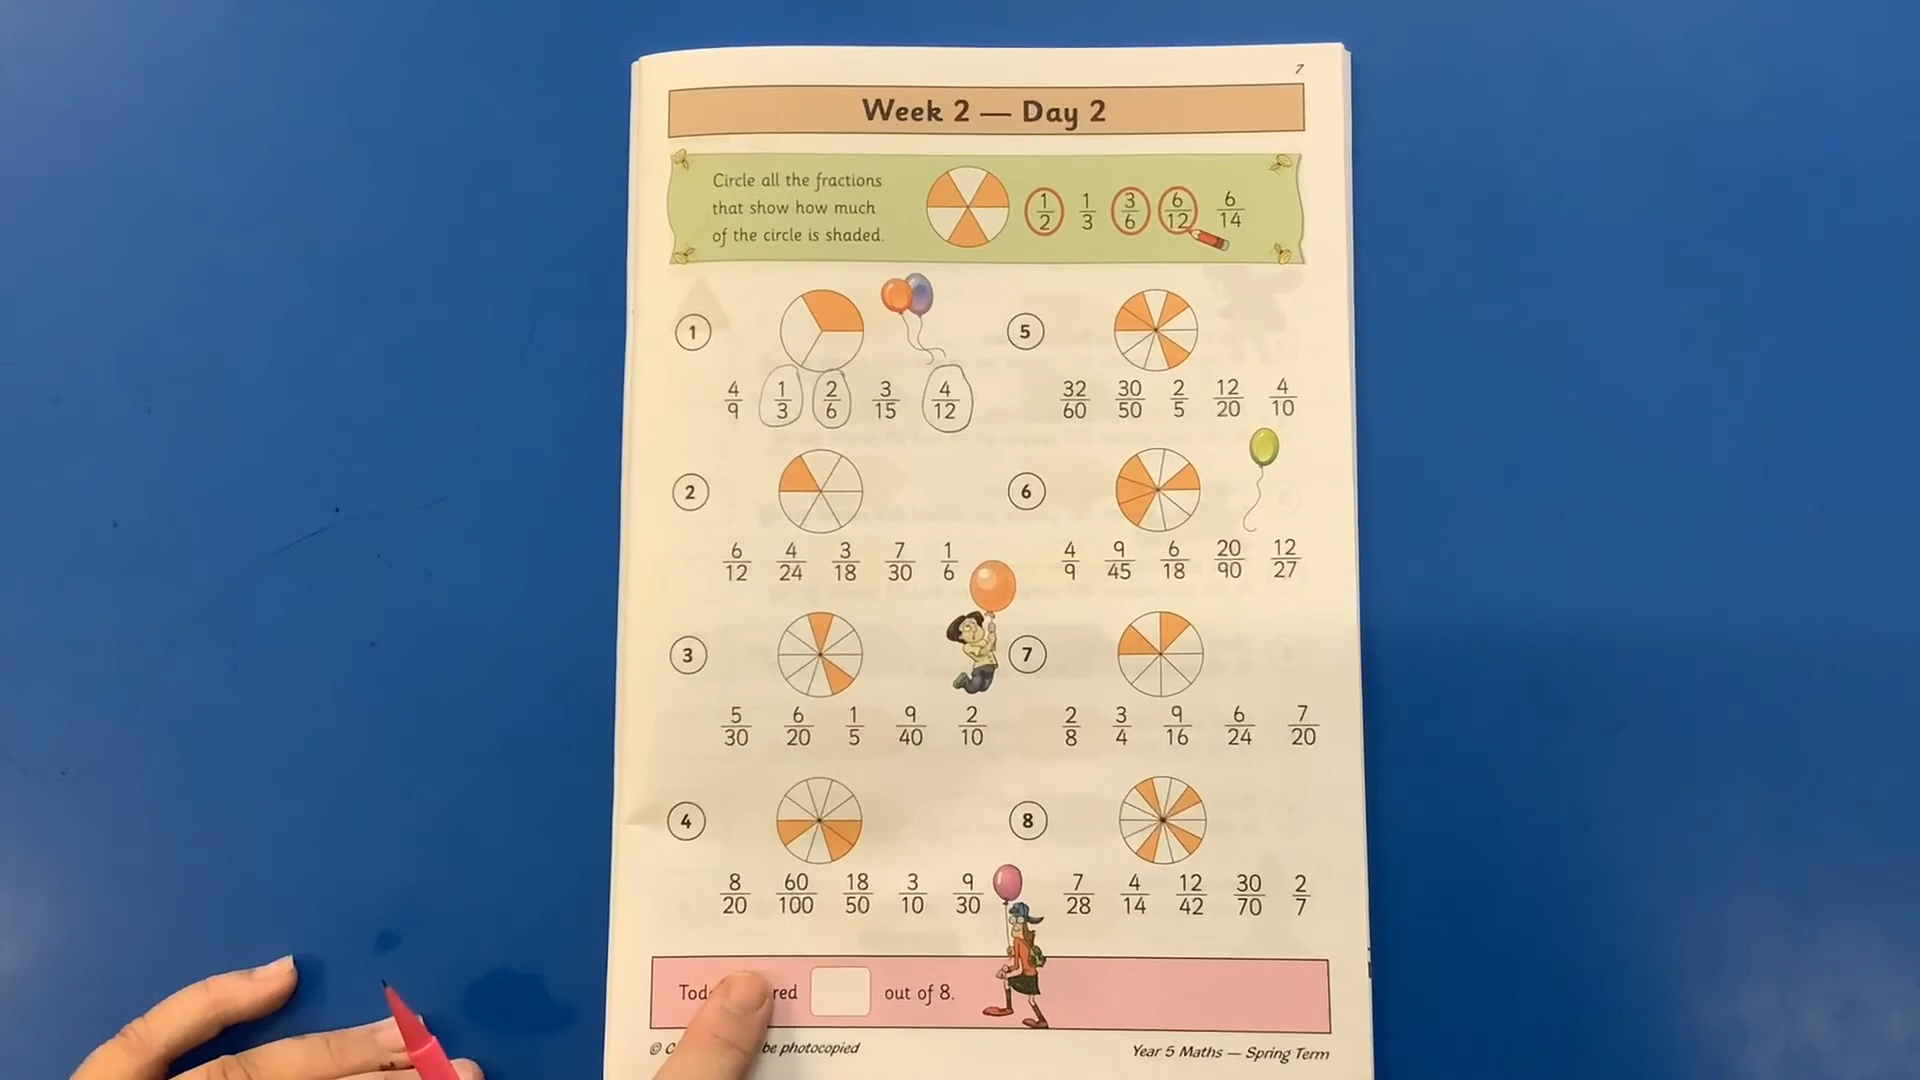 7
Week 2 — Day 2
Circle all the fractions
that show how much
of the circle is shaded.
1/2 1/3 3/6 6/12 6/14
1
4/9 1/3 2/6 3/15 4/12
2
6/12 4/24 3/18 7/30 1/6
3
5/30 6/20 1/5 9/40 2/10
4
8/20 60/100 18/50 3/10 9/30
5
32/60 30/50 2/5 12/20 4/10
6
4/9 9/45 6/18 20/90 12/27
7
2/8 3/4 9/16 6/24 7/20
8
7/28 4/14 12/42 30/70 2/7
out of 8.
© be photocopied
Year 5 Maths — Spring Term